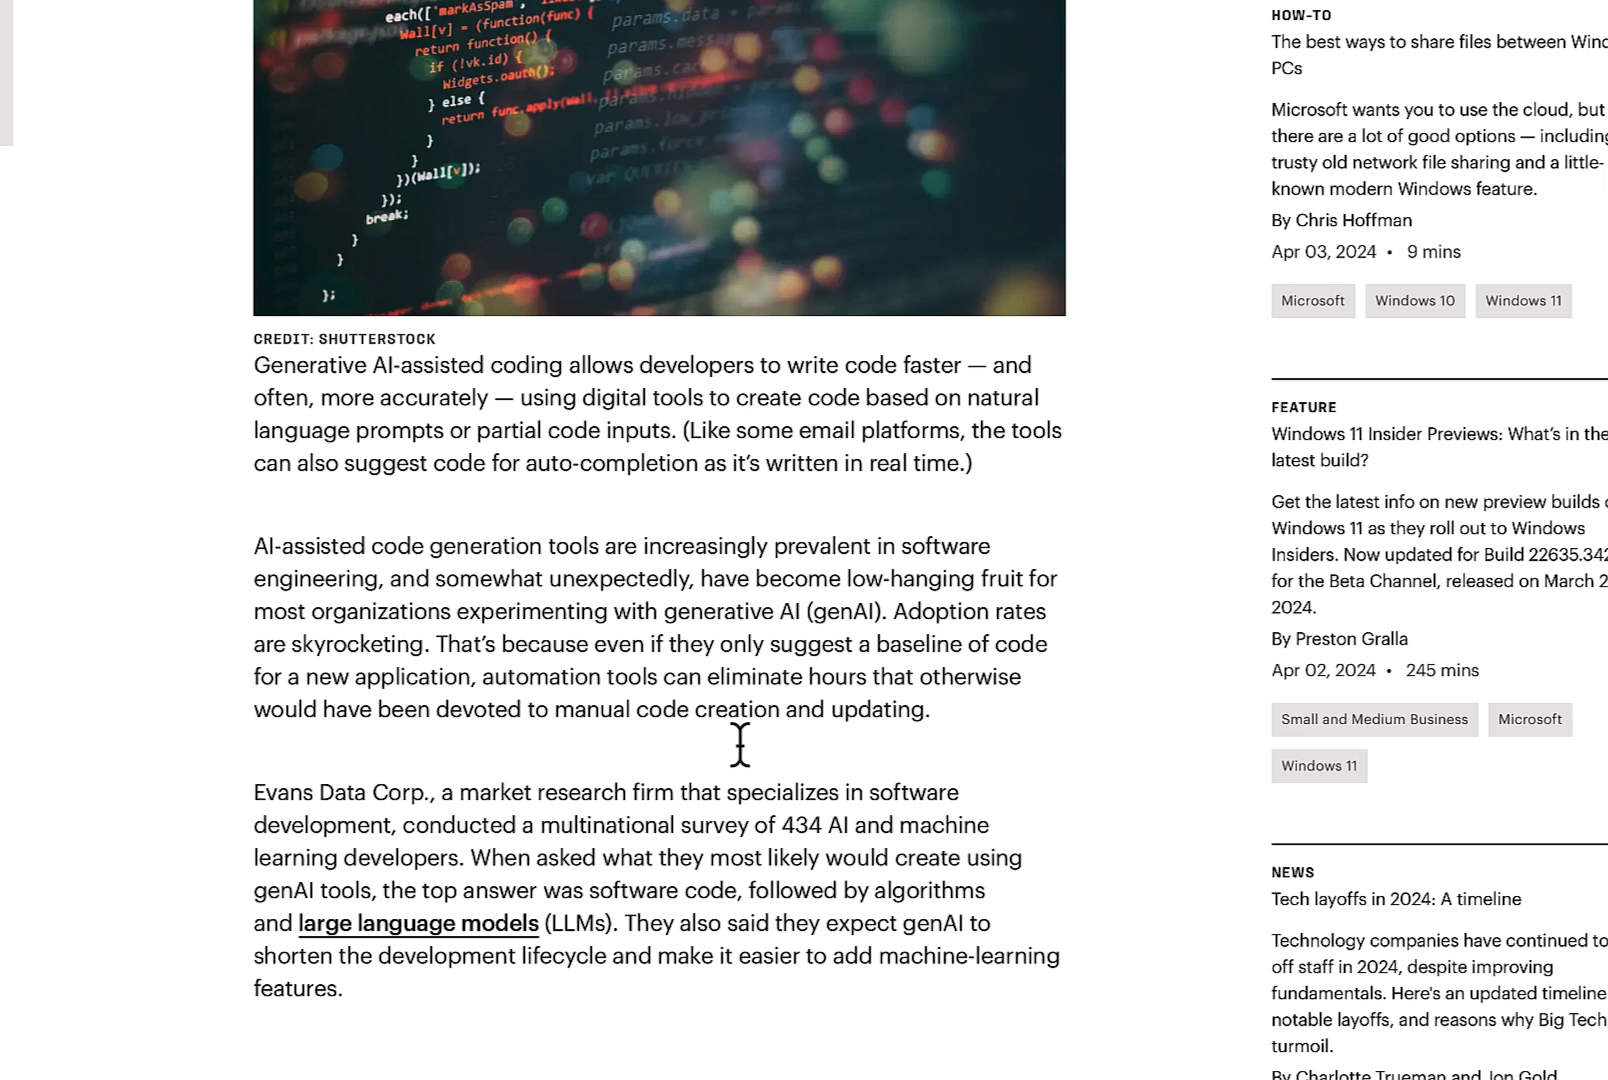 each(['markAsSpam',
Wall[v] = (function(func) {
return function() {
if (!vk.id) {
Widgets.oauth();
} else {
return func.apply(Wall,
}
}
})(Wall[v]);
});
break;
}
}
};
params.data = params
params.message
params.
params.
params.low_
params.force
var
CREDIT: SHUTTERSTOCK
Generative AI-assisted coding allows developers to write code faster — and
often, more accurately — using digital tools to create code based on natural
language prompts or partial code inputs. (Like some email platforms, the tools
can also suggest code for auto-completion as it’s written in real time.)
AI-assisted code generation tools are increasingly prevalent in software
engineering, and somewhat unexpectedly, have become low-hanging fruit for
most organizations experimenting with generative AI (genAI). Adoption rates
are skyrocketing. That’s because even if they only suggest a baseline of code
for a new application, automation tools can eliminate hours that otherwise
would have been devoted to manual code creation and updating.
Evans Data Corp., a market research firm that specializes in software
development, conducted a multinational survey of 434 AI and machine
learning developers. When asked what they most likely would create using
genAI tools, the top answer was software code, followed by algorithms
and large language models (LLMs). They also said they expect genAI to
shorten the development lifecycle and make it easier to add machine-learning
features.
HOW-TO
The best ways to share files between Wind
PCs
Microsoft wants you to use the cloud, but
there are a lot of good options — including
trusty old network file sharing and a little-
known modern Windows feature.
By Chris Hoffman
Apr 03, 2024 • 9 mins
Microsoft Windows 10 Windows 11
FEATURE
Windows 11 Insider Previews: What’s in the
latest build?
Get the latest info on new preview builds
Windows 11 as they roll out to Windows
Insiders. Now updated for Build 22635.342
for the Beta Channel, released on March 2
2024.
By Preston Gralla
Apr 02, 2024 • 245 mins
Small and Medium Business Microsoft
Windows 11
NEWS
Tech layoffs in 2024: A timeline
Technology companies have continued to
off staff in 2024, despite improving
fundamentals. Here's an updated timeline
notable layoffs, and reasons why Big Tech
turmoil.
By Charlotte Trueman and Jon Gold